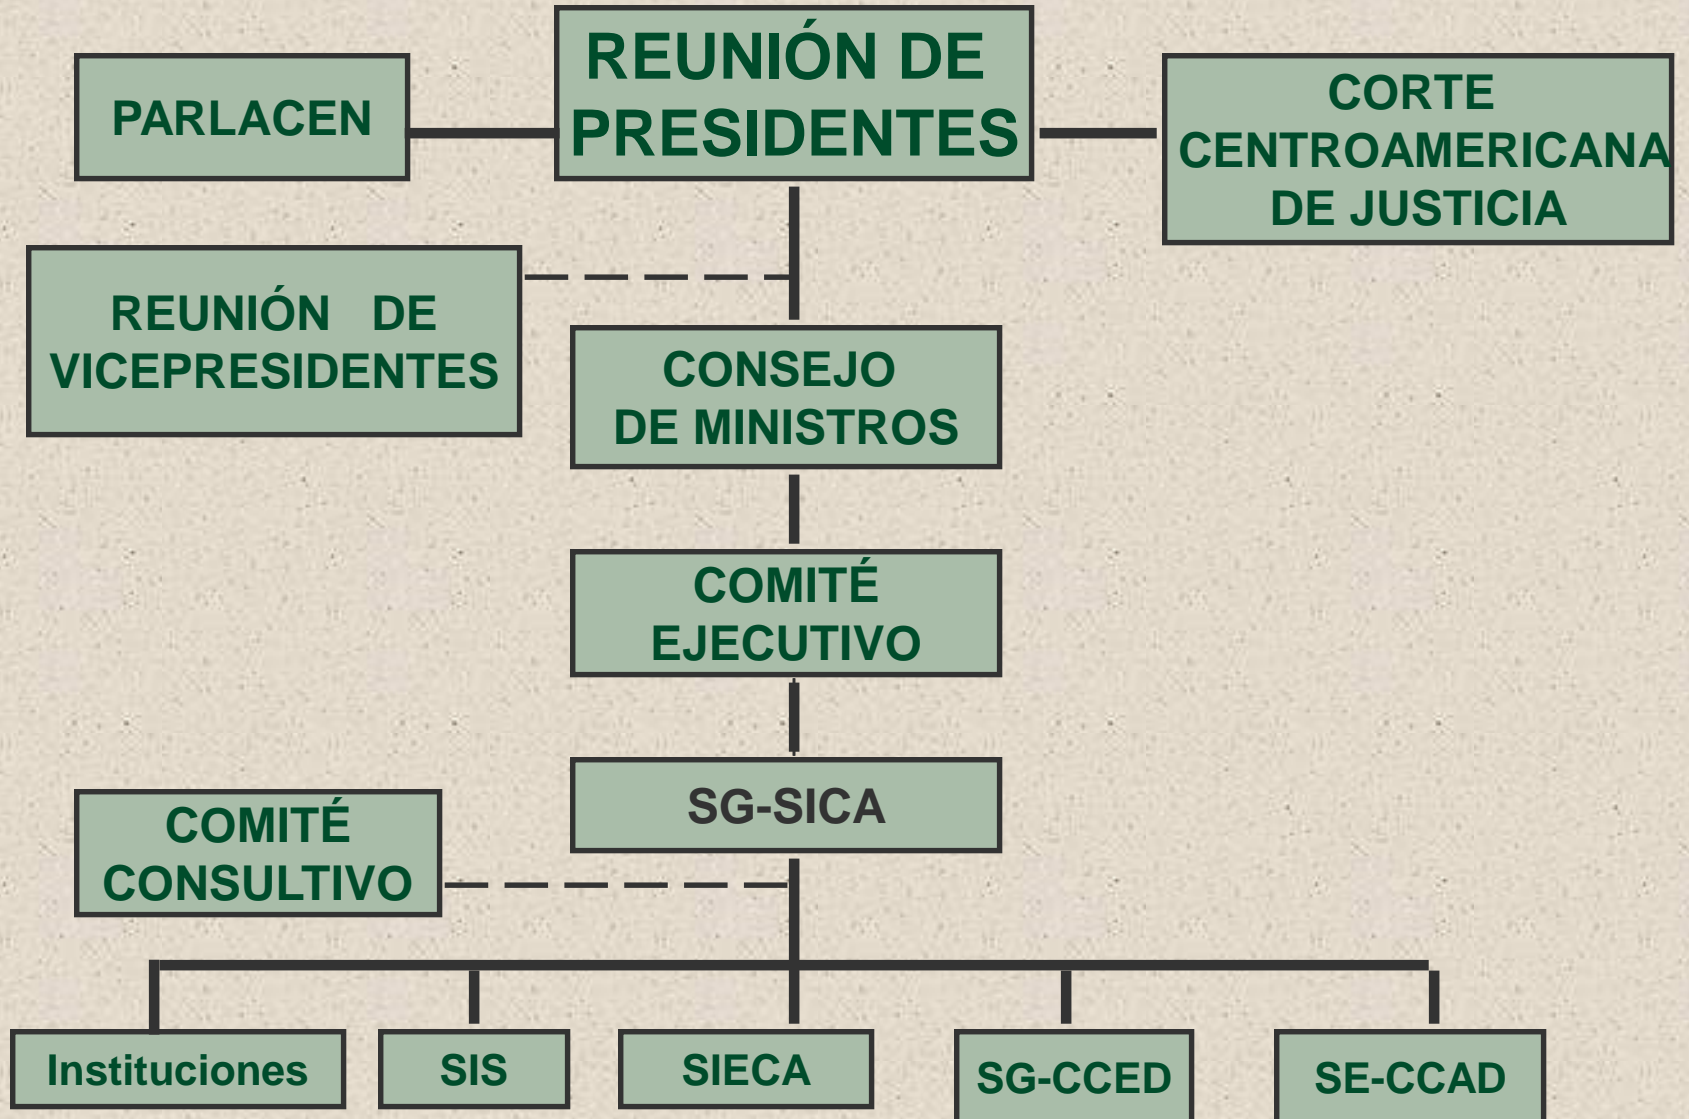 REUNIÓN DE
PRESIDENTES
PARLACEN
CORTE
CENTROAMERICANA
DE JUSTICIA
REUNIÓN DE
VICEPRESIDENTES
CONSEJO
DE MINISTROS
COMITÉ
EJECUTIVO
SG-SICA
COMITÉ
CONSULTIVO
Instituciones
SIS
SIECA
SG-CCED
SE-CCAD